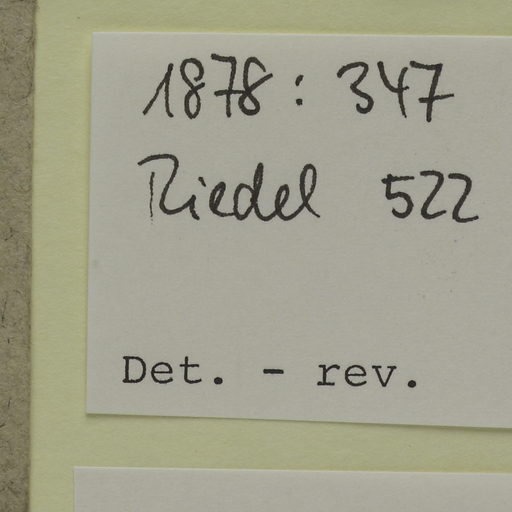 1878 : 347
Riedel 522
Det. - rev.